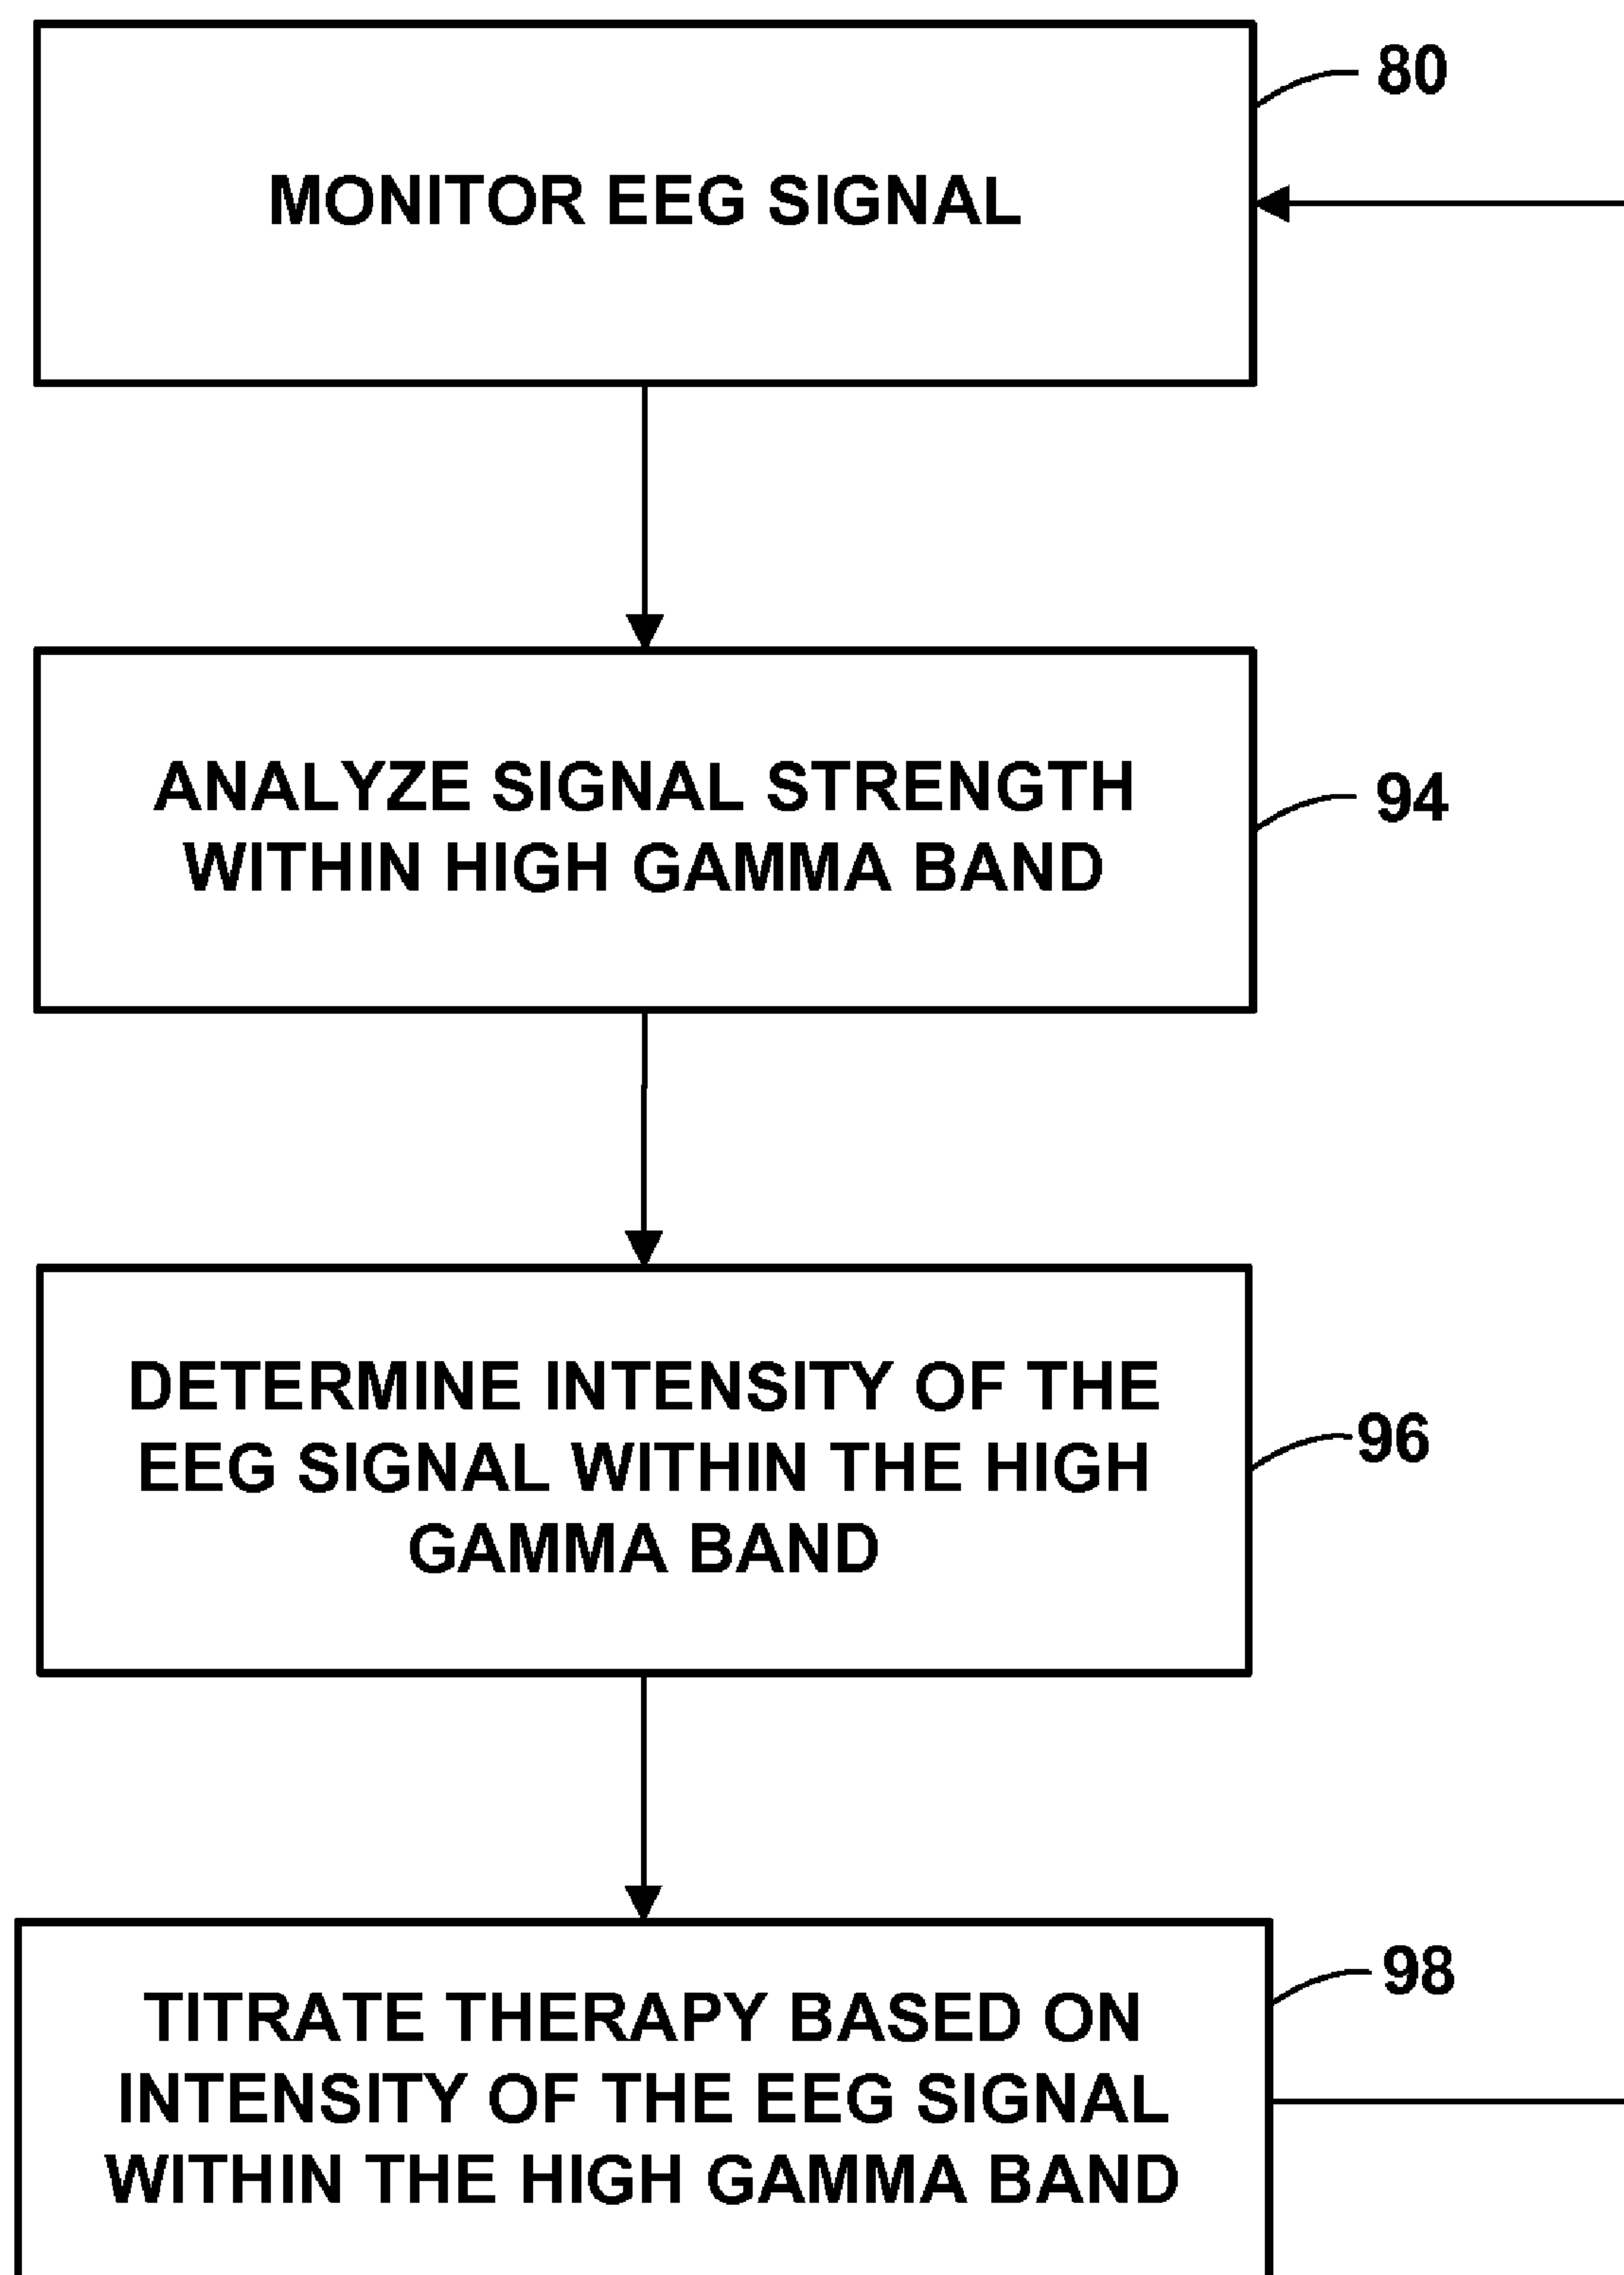 80
MONITOR EEG SIGNAL
ANALYZE SIGNAL STRENGTH
WITHIN HIGH GAMMA BAND
94
DETERMINE INTENSITY OF THE
EEG SIGNAL WITHIN THE HIGH
GAMMA BAND
96
TITRATE THERAPY BASED ON
INTENSITY OF THE EEG SIGNAL
WITHIN THE HIGH GAMMA BAND
98